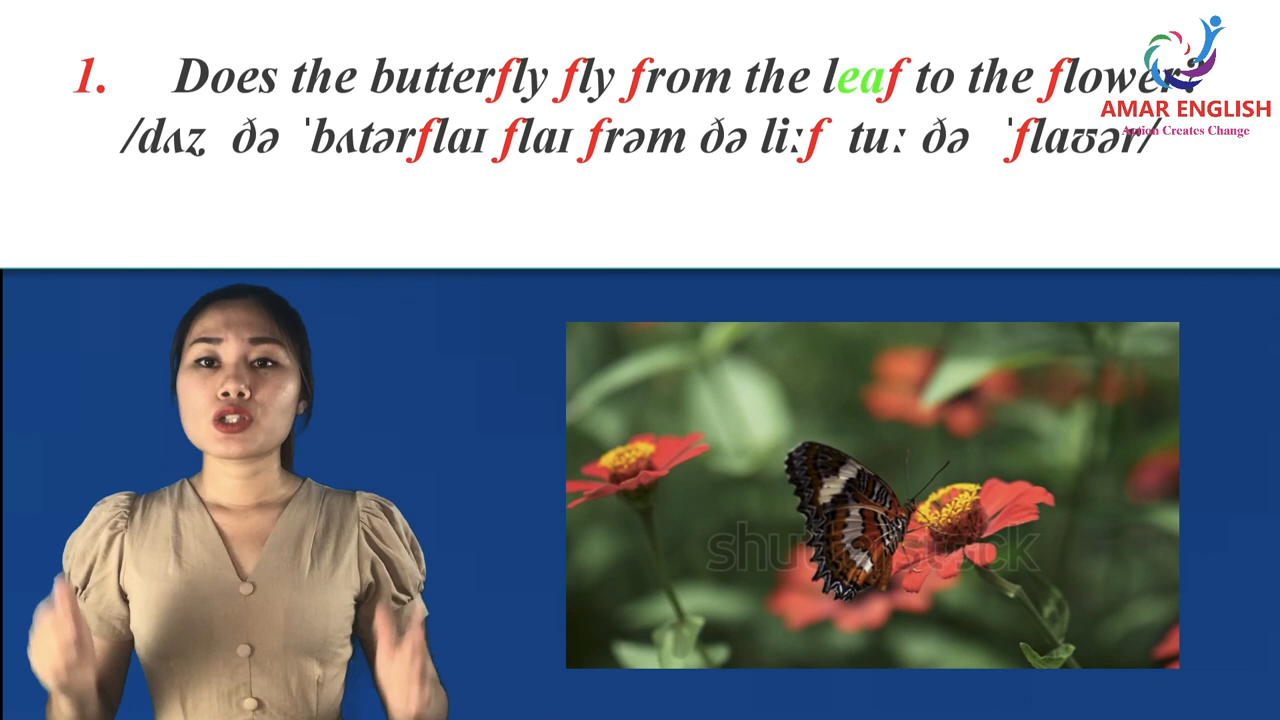 1. Does the butterfly fly from the leaf to the flower?
/dʌz ðə ˈbʌtərflaɪ flaɪ frəm ðə liːf tuː ðə ˈflaʊər/
AMAR ENGLISH
Action Creates Change
shutterstock